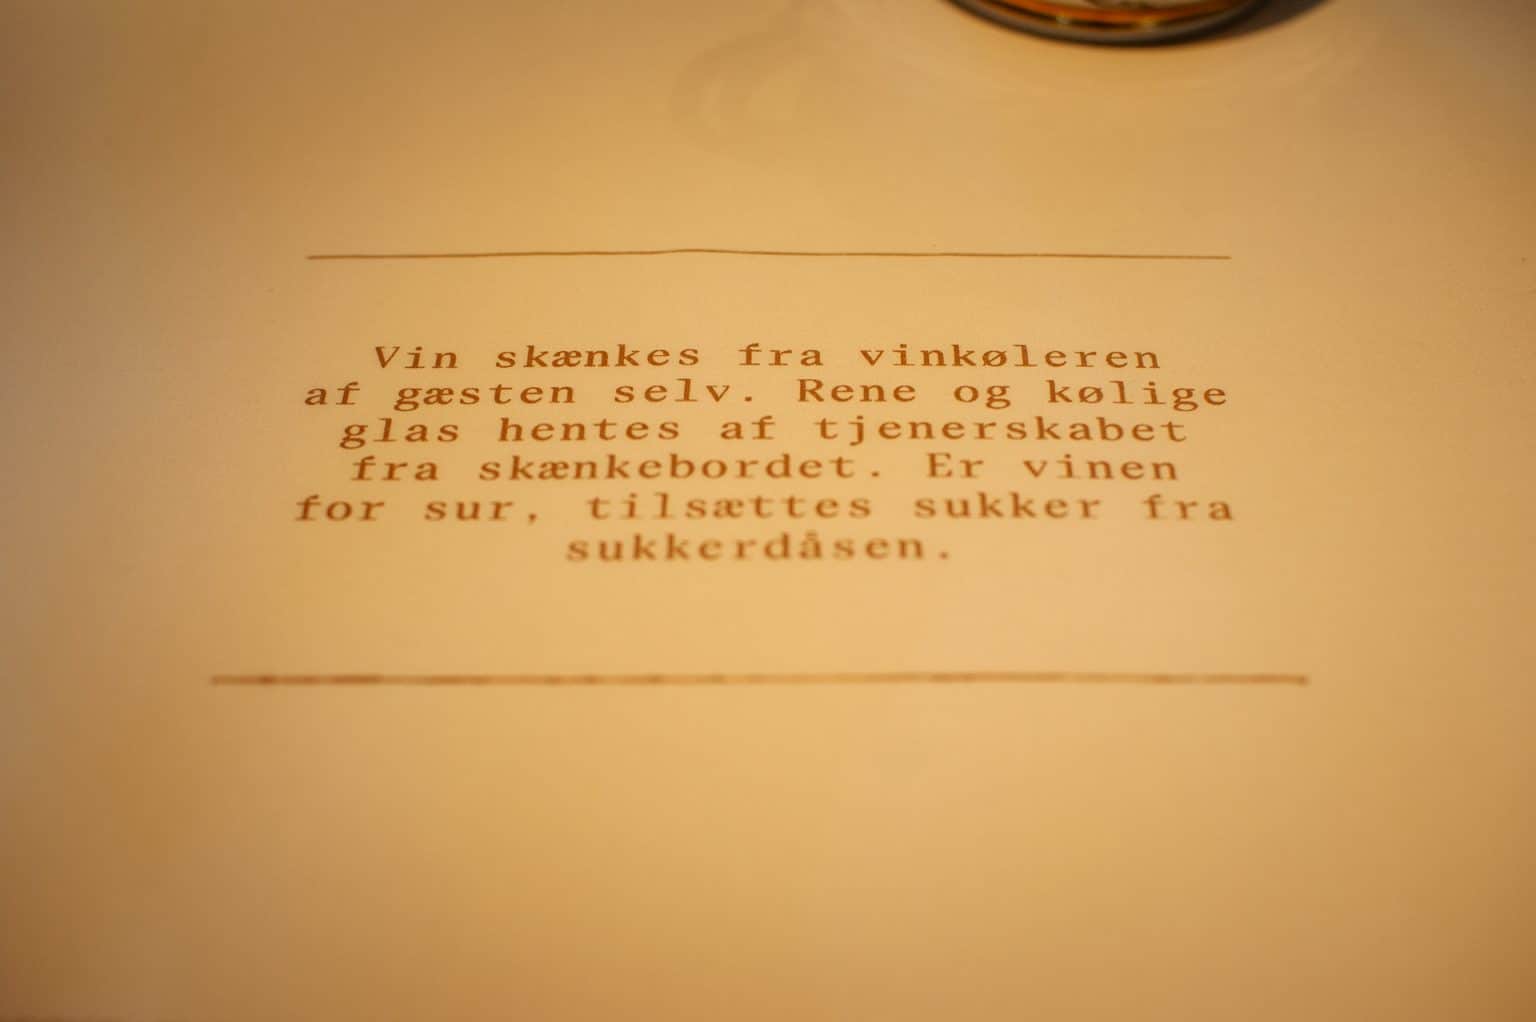 Vin skænkes fra vinkøleren
af gæsten selv. Rene og kølige
glas hentes af tjenerskabet
fra skænkebordet. Er vinen
for sur, tilsættes sukker fra
sukkerdåsen.